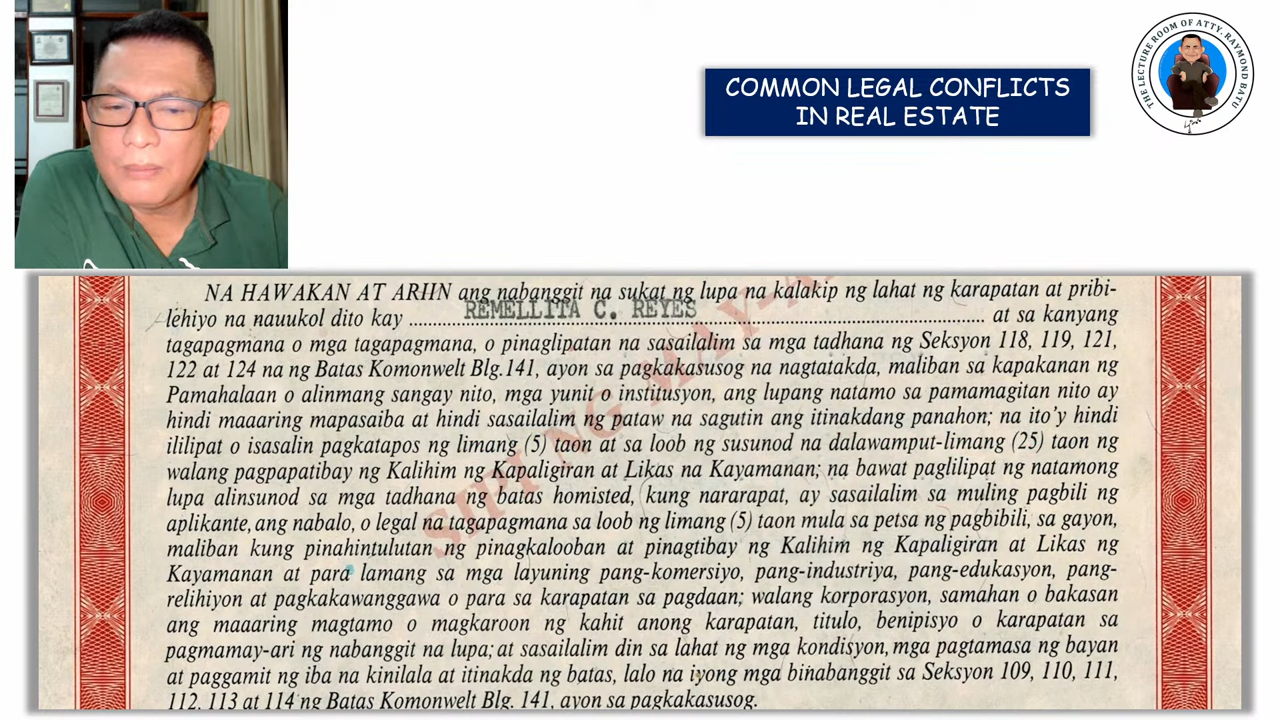 COMMON LEGAL CONFLICTS
IN REAL ESTATE
THE LECTURE ROOM OF ATTY. RAYMOND BATU
NA HAWAKAN AT ARIIN ang nabanggit na sukat ng lupa na kalakip ng lahat ng karapatan at pribi-
lehiyo na nauukol dito kay REMELLITA C. REYES at sa kanyang
tagapagmana o mga tagapagmana, o pinaglipatan na sasailalim sa mga tadhana ng Seksyon 118, 119, 121,
122 at 124 na ng Batas Komonwelt Blg.141, ayon sa pagkakasusog na nagtatakda, maliban sa kapakanan ng
Pamahalaan o alinmang sangay nito, mga yunit o institusyon, ang lupang natamo sa pamamagitan nito ay
hindi maaaring mapasaiba at hindi sasailalim ng pataw na sagutin ang itinakdang panahon; na ito'y hindi
ililipat o isasalin pagkatapos ng limang (5) taon at sa loob ng susunod na dalawamput-limang (25) taon ng
walang pagpapatibay ng Kalihim ng Kapaligiran at Likas na Kayamanan; na bawat paglilipat ng natamong
lupa alinsunod sa mga tadhana ng batas homisted, kung nararapat, ay sasailalim sa muling pagbili ng
aplikante, ang nabalo, o legal na tagapagmana sa loob ng limang (5) taon mula sa petsa ng pagbibili, sa gayon,
maliban kung pinahintulutan ng pinagkalooban at pinagtibay ng Kalihim ng Kapaligiran at Likas ng
Kayamanan at para lamang sa mga layuning pang-komersiyo, pang-industriya, pang-edukasyon, pang-
relihiyon at pagkakawanggawa o para sa karapatan sa pagdaan; walang korporasyon, samahan o bakasan
ang maaaring magtamo o magkaroon ng kahit anong karapatan, titulo, benipisyo o karapatan sa
pagmamay-ari ng nabanggit na lupa; at sasailalim din sa lahat ng mga kondisyon, mga pagtamasa ng bayan
at paggamit ng iba na kinilala at itinakda ng batas, lalo na iyong mga binabanggit sa Seksyon 109, 110, 111,
112, 113 at 114 ng Batas Komonwelt Blg. 141, ayon sa pagkakasusog.